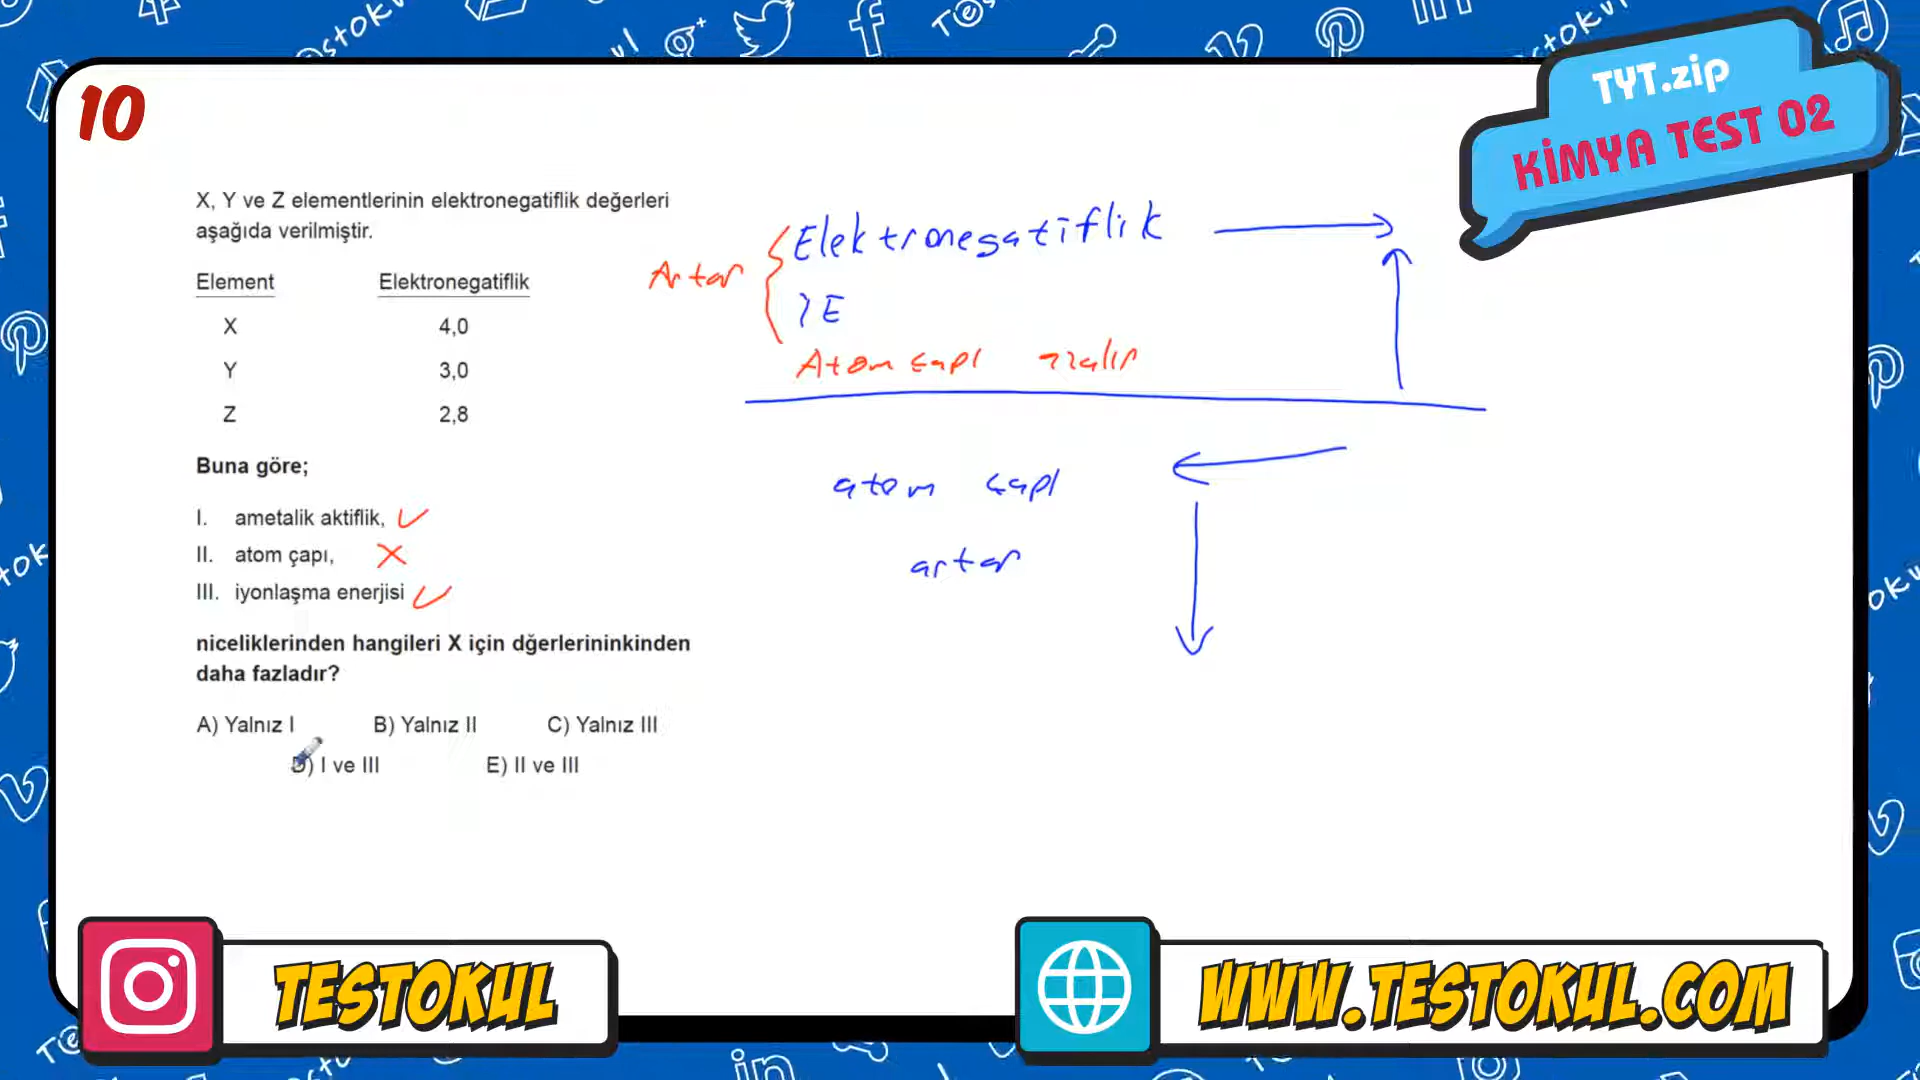 10
TYT.zip
KİMYA TEST 02
X, Y ve Z elementlerinin elektronegatiflik değerleri
aşağıda verilmiştir.
Element Elektronegatiflik
X 4,0
Y 3,0
Z 2,8
Buna göre;
I. ametalik aktiflik,
II. atom çapı,
III. iyonlaşma enerjisi
niceliklerinden hangileri X için dğerlerininkinden
daha fazladır?
A) Yalnız I B) Yalnız II C) Yalnız III
D) I ve III E) II ve III
Elektronegatiflik
Artar
İE
Atom çapı azalır
atom çapı
artar
TESTOKUL
WWW.TESTOKUL.COM